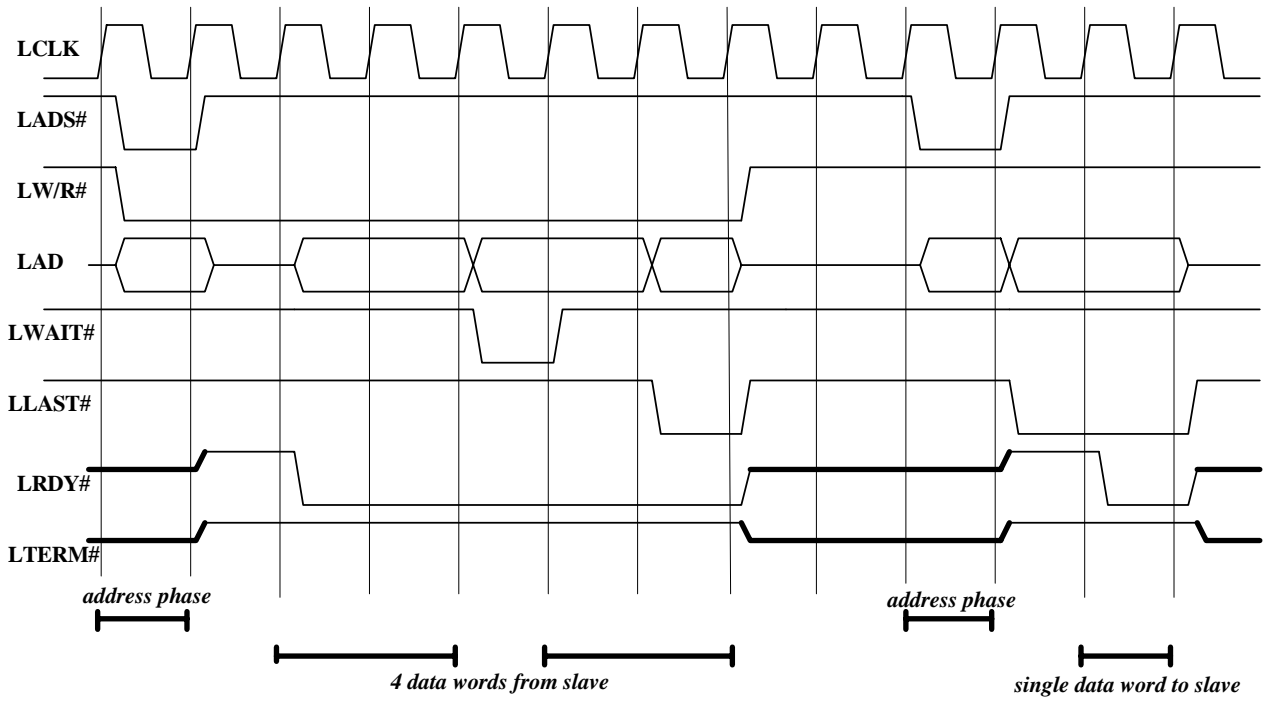 LCLK
LADS#
LW/R#
LAD
LWAIT#
LLAST#
LRDY#
LTERM#
address phase
address phase
4 data words from slave
single data word to slave